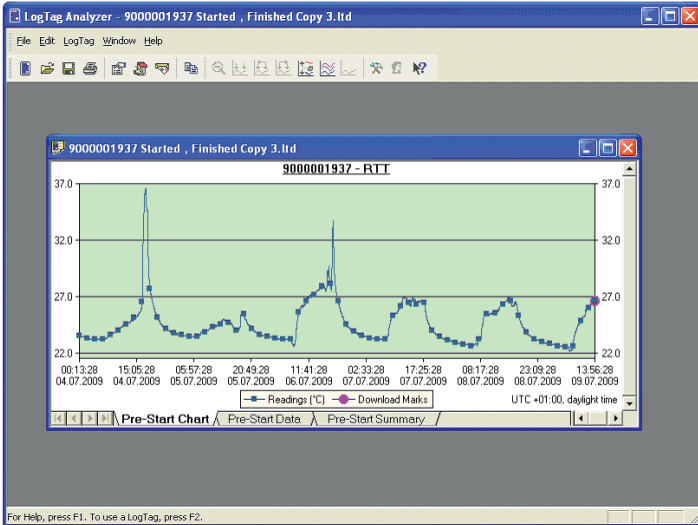 LogTag Analyzer - 9000001937 Started , Finished Copy 3.ltd
File Edit LogTag Window Help
9000001937 Started , Finished Copy 3.ltd
9000001937 - RTT
37.0 37.0
32.0 32.0
27.0 27.0
22.0 22.0
00:13:28 15:05:28 05:57:28 20:49:28 11:41:28 02:33:28 17:25:28 08:17:28 23:09:28 13:56:28
04.07.2009 04.07.2009 05.07.2009 05.07.2009 06.07.2009 07.07.2009 07.07.2009 08.07.2009 08.07.2009 09.07.2009
Readings (°C) Download Marks UTC +01:00, daylight time
Pre-Start Chart Pre-Start Data Pre-Start Summary
For Help, press F1. To use a LogTag, press F2.